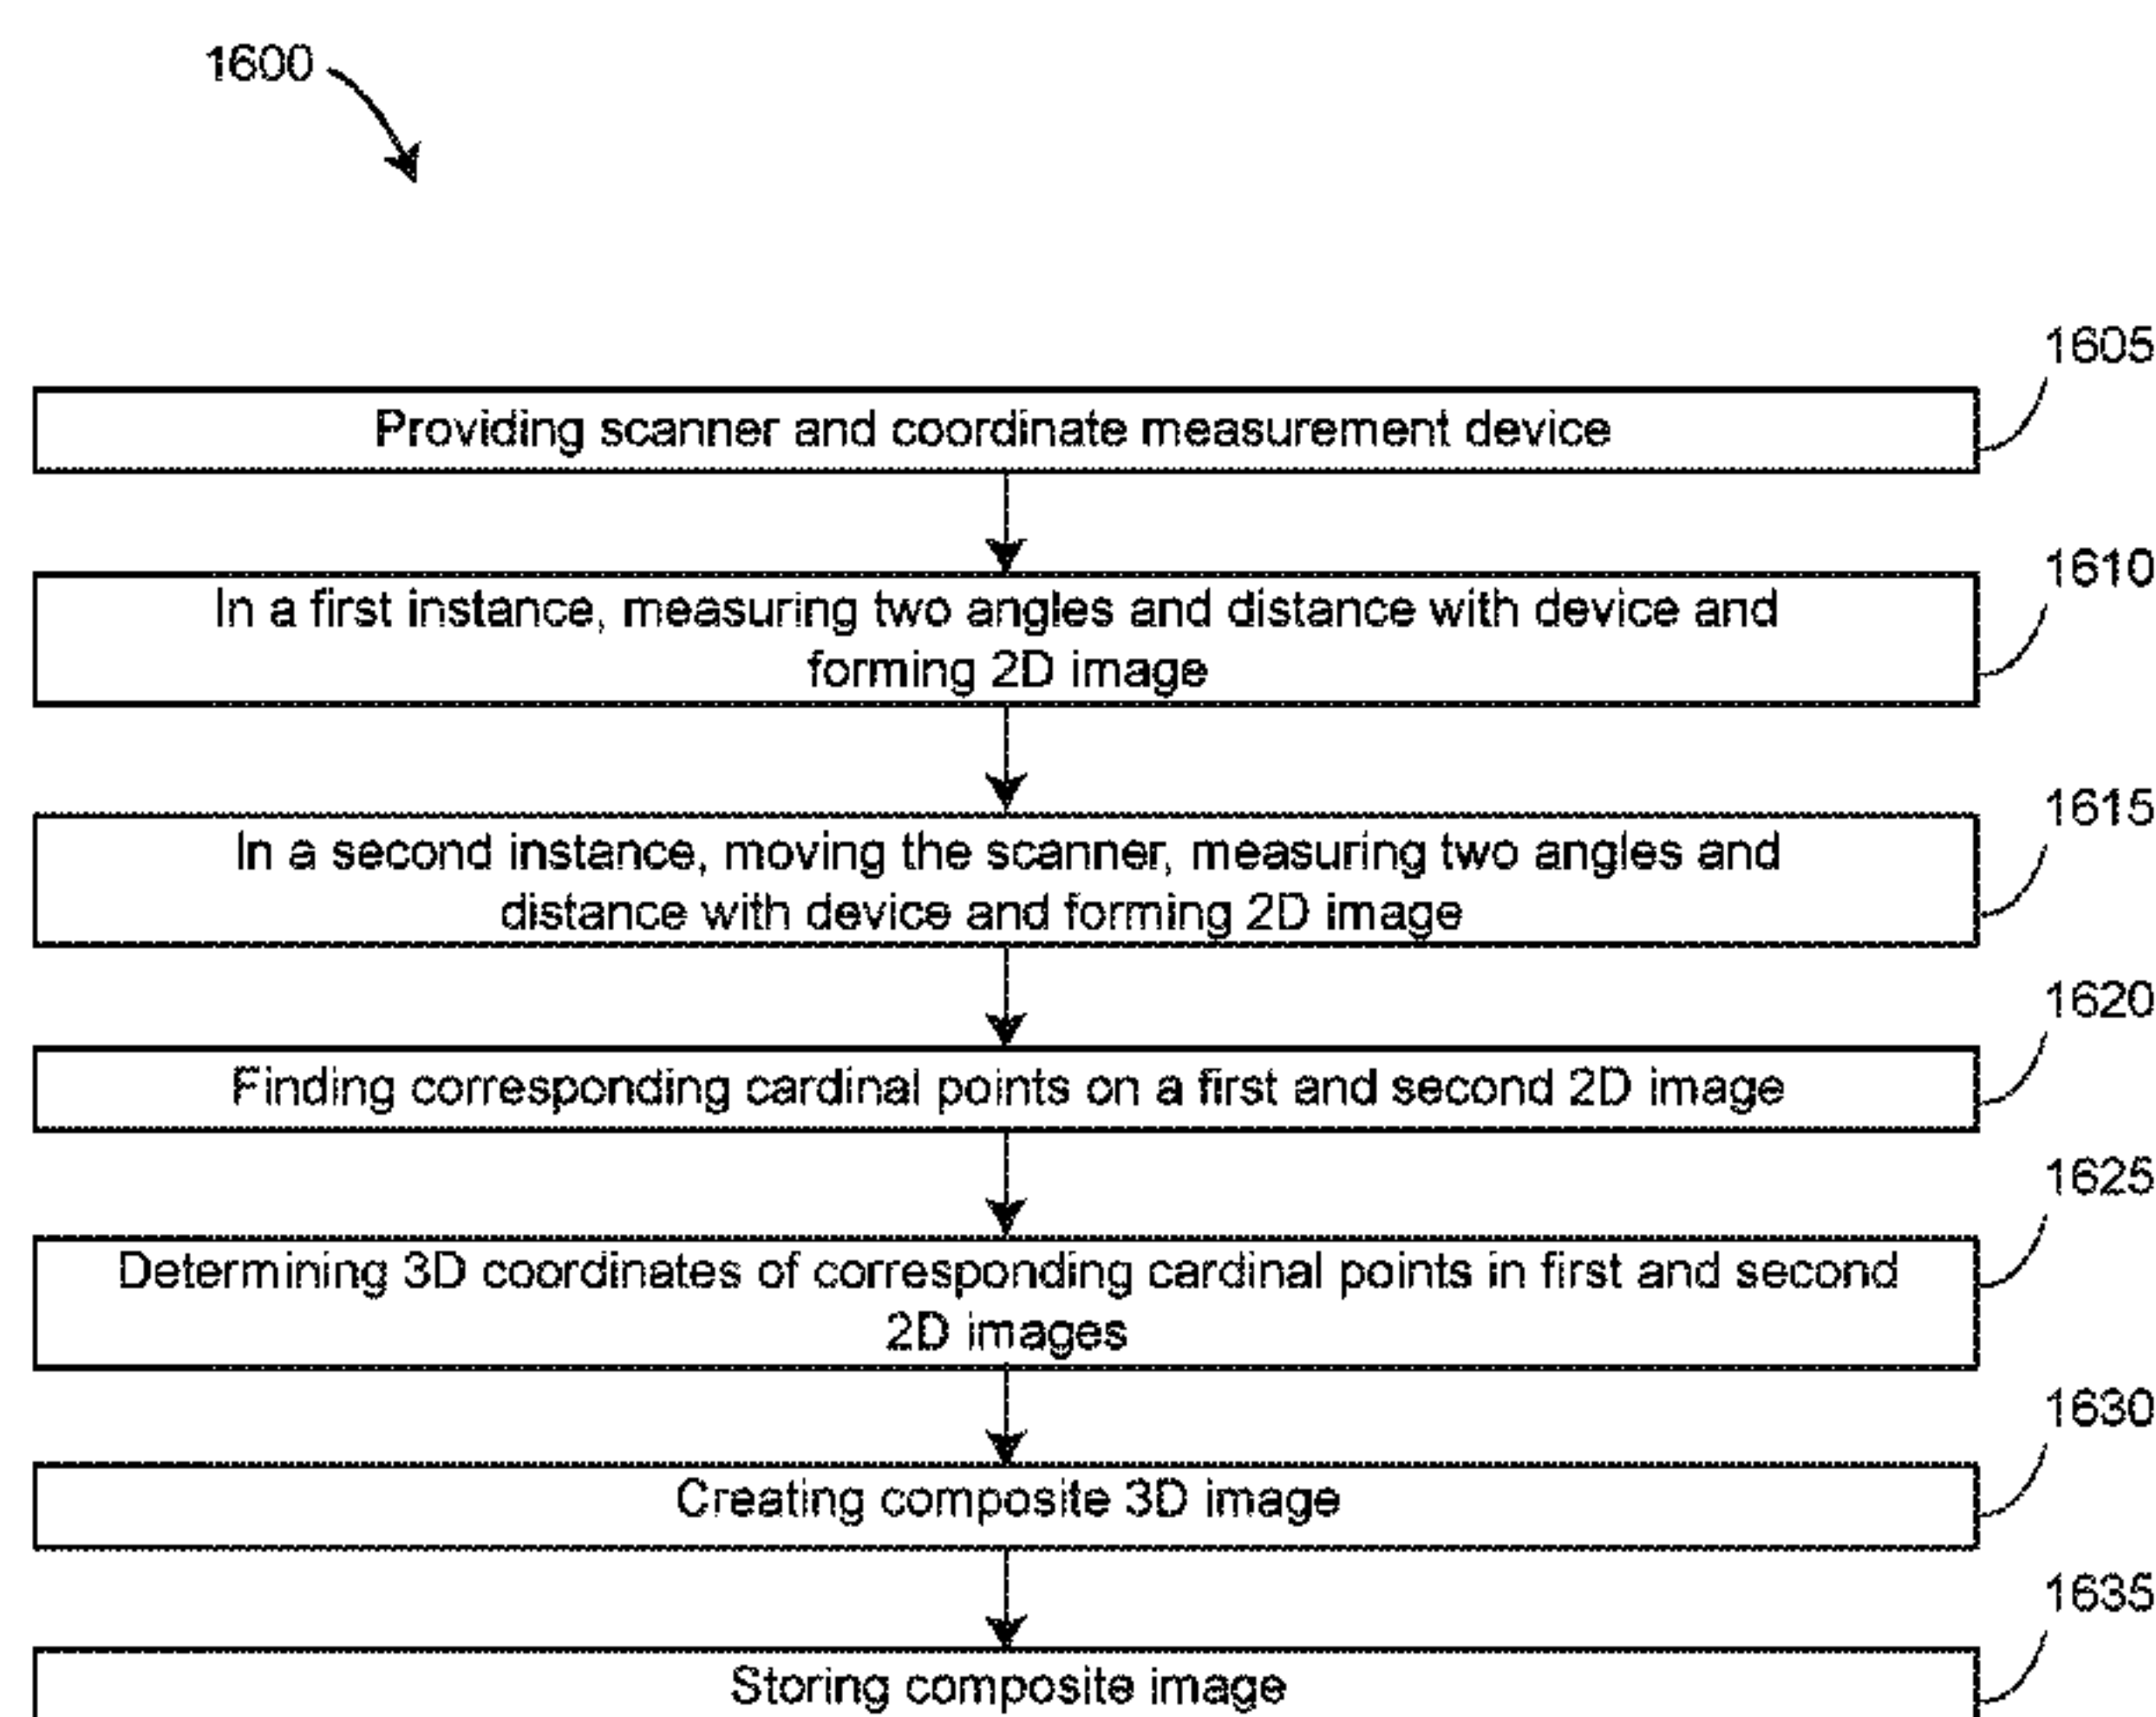 1600
1605
Providing scanner and coordinate measurement device
1610
In a first instance, measuring two angles and distance with device and
forming 2D image
1615
In a second instance, moving the scanner, measuring two angles and
distance with device and forming 2D image
1620
Finding corresponding cardinal points on a first and second 2D image
1625
Determining 3D coordinates of corresponding cardinal points in first and second
2D images
1630
Creating composite 3D image
1635
Storing composite image